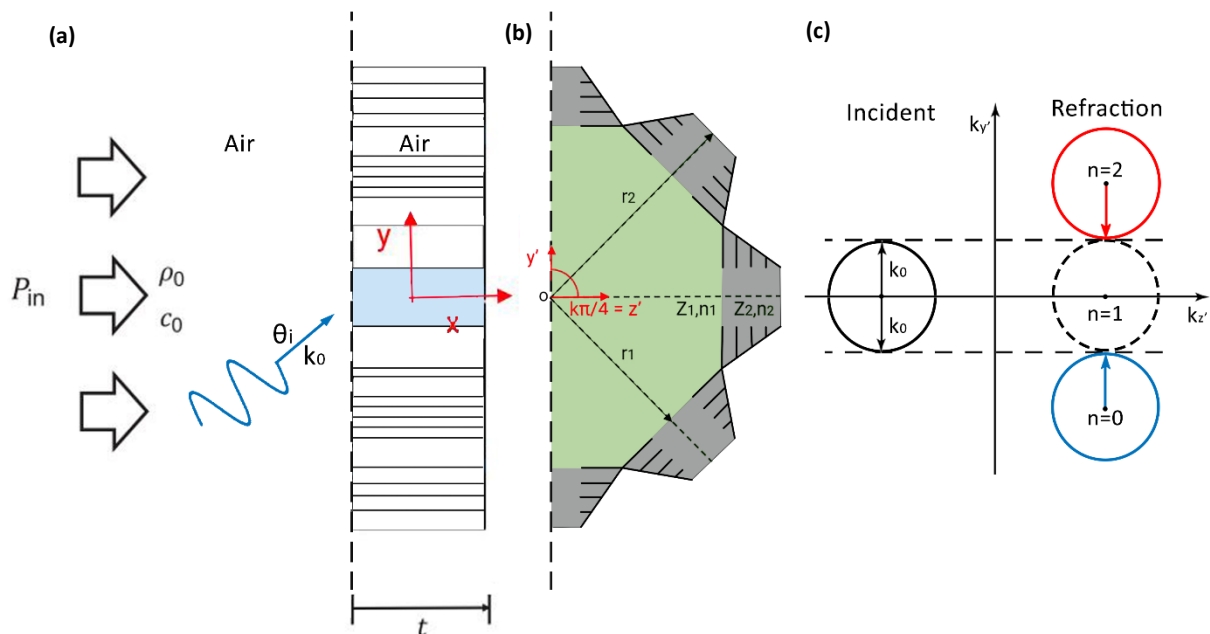 (a)
Air
Air
P_in
ρ₀
c₀
θᵢ
k₀
y
x
t
(b)
r₂
y'
o
kπ/4 = z'
Z₁,n₁
Z₂,n₂
r₁
(c)
Incident
Refraction
k_y'
n=2
k₀
k₀
n=1
k_z'
n=0